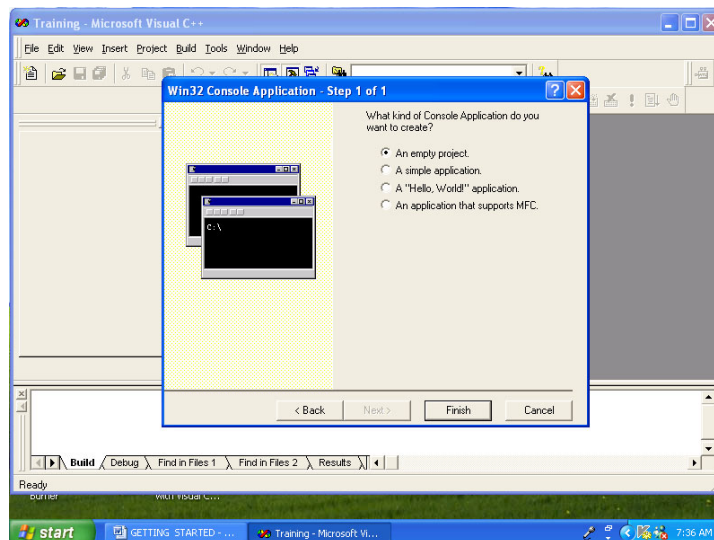 Training - Microsoft Visual C++
File Edit View Insert Project Build Tools Window Help
Win32 Console Application - Step 1 of 1
What kind of Console Application do you
want to create?
An empty project.
A simple application.
A "Hello, World!" application.
An application that supports MFC.
C:\
< Back Next > Finish Cancel
Build Debug Find in Files 1 Find in Files 2 Results
Ready
Burner with Visual C...
start GETTING STARTED - ... Training - Microsoft Vi... 7:36 AM